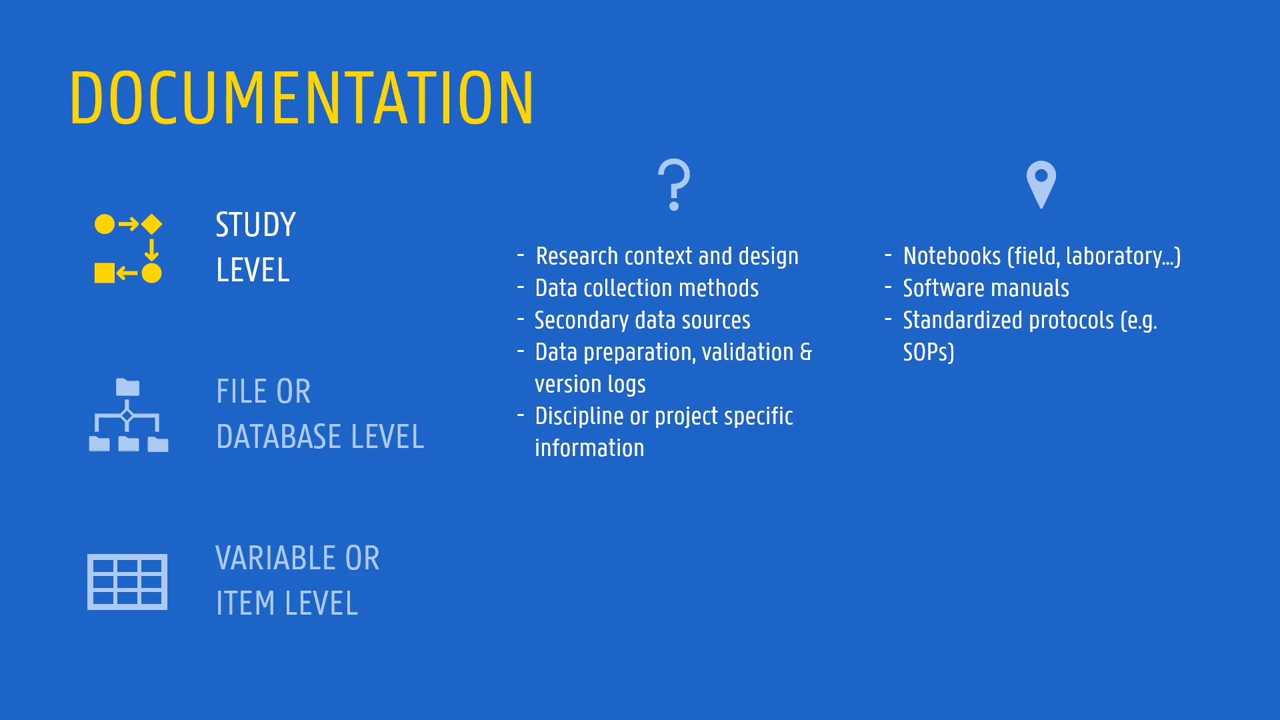 DOCUMENTATION
STUDY
LEVEL
FILE OR
DATABASE LEVEL
VARIABLE OR
ITEM LEVEL
?
- Research context and design
- Data collection methods
- Secondary data sources
- Data preparation, validation &
version logs
- Discipline or project specific
information
- Notebooks (field, laboratory...)
- Software manuals
- Standardized protocols (e.g.
SOPs)